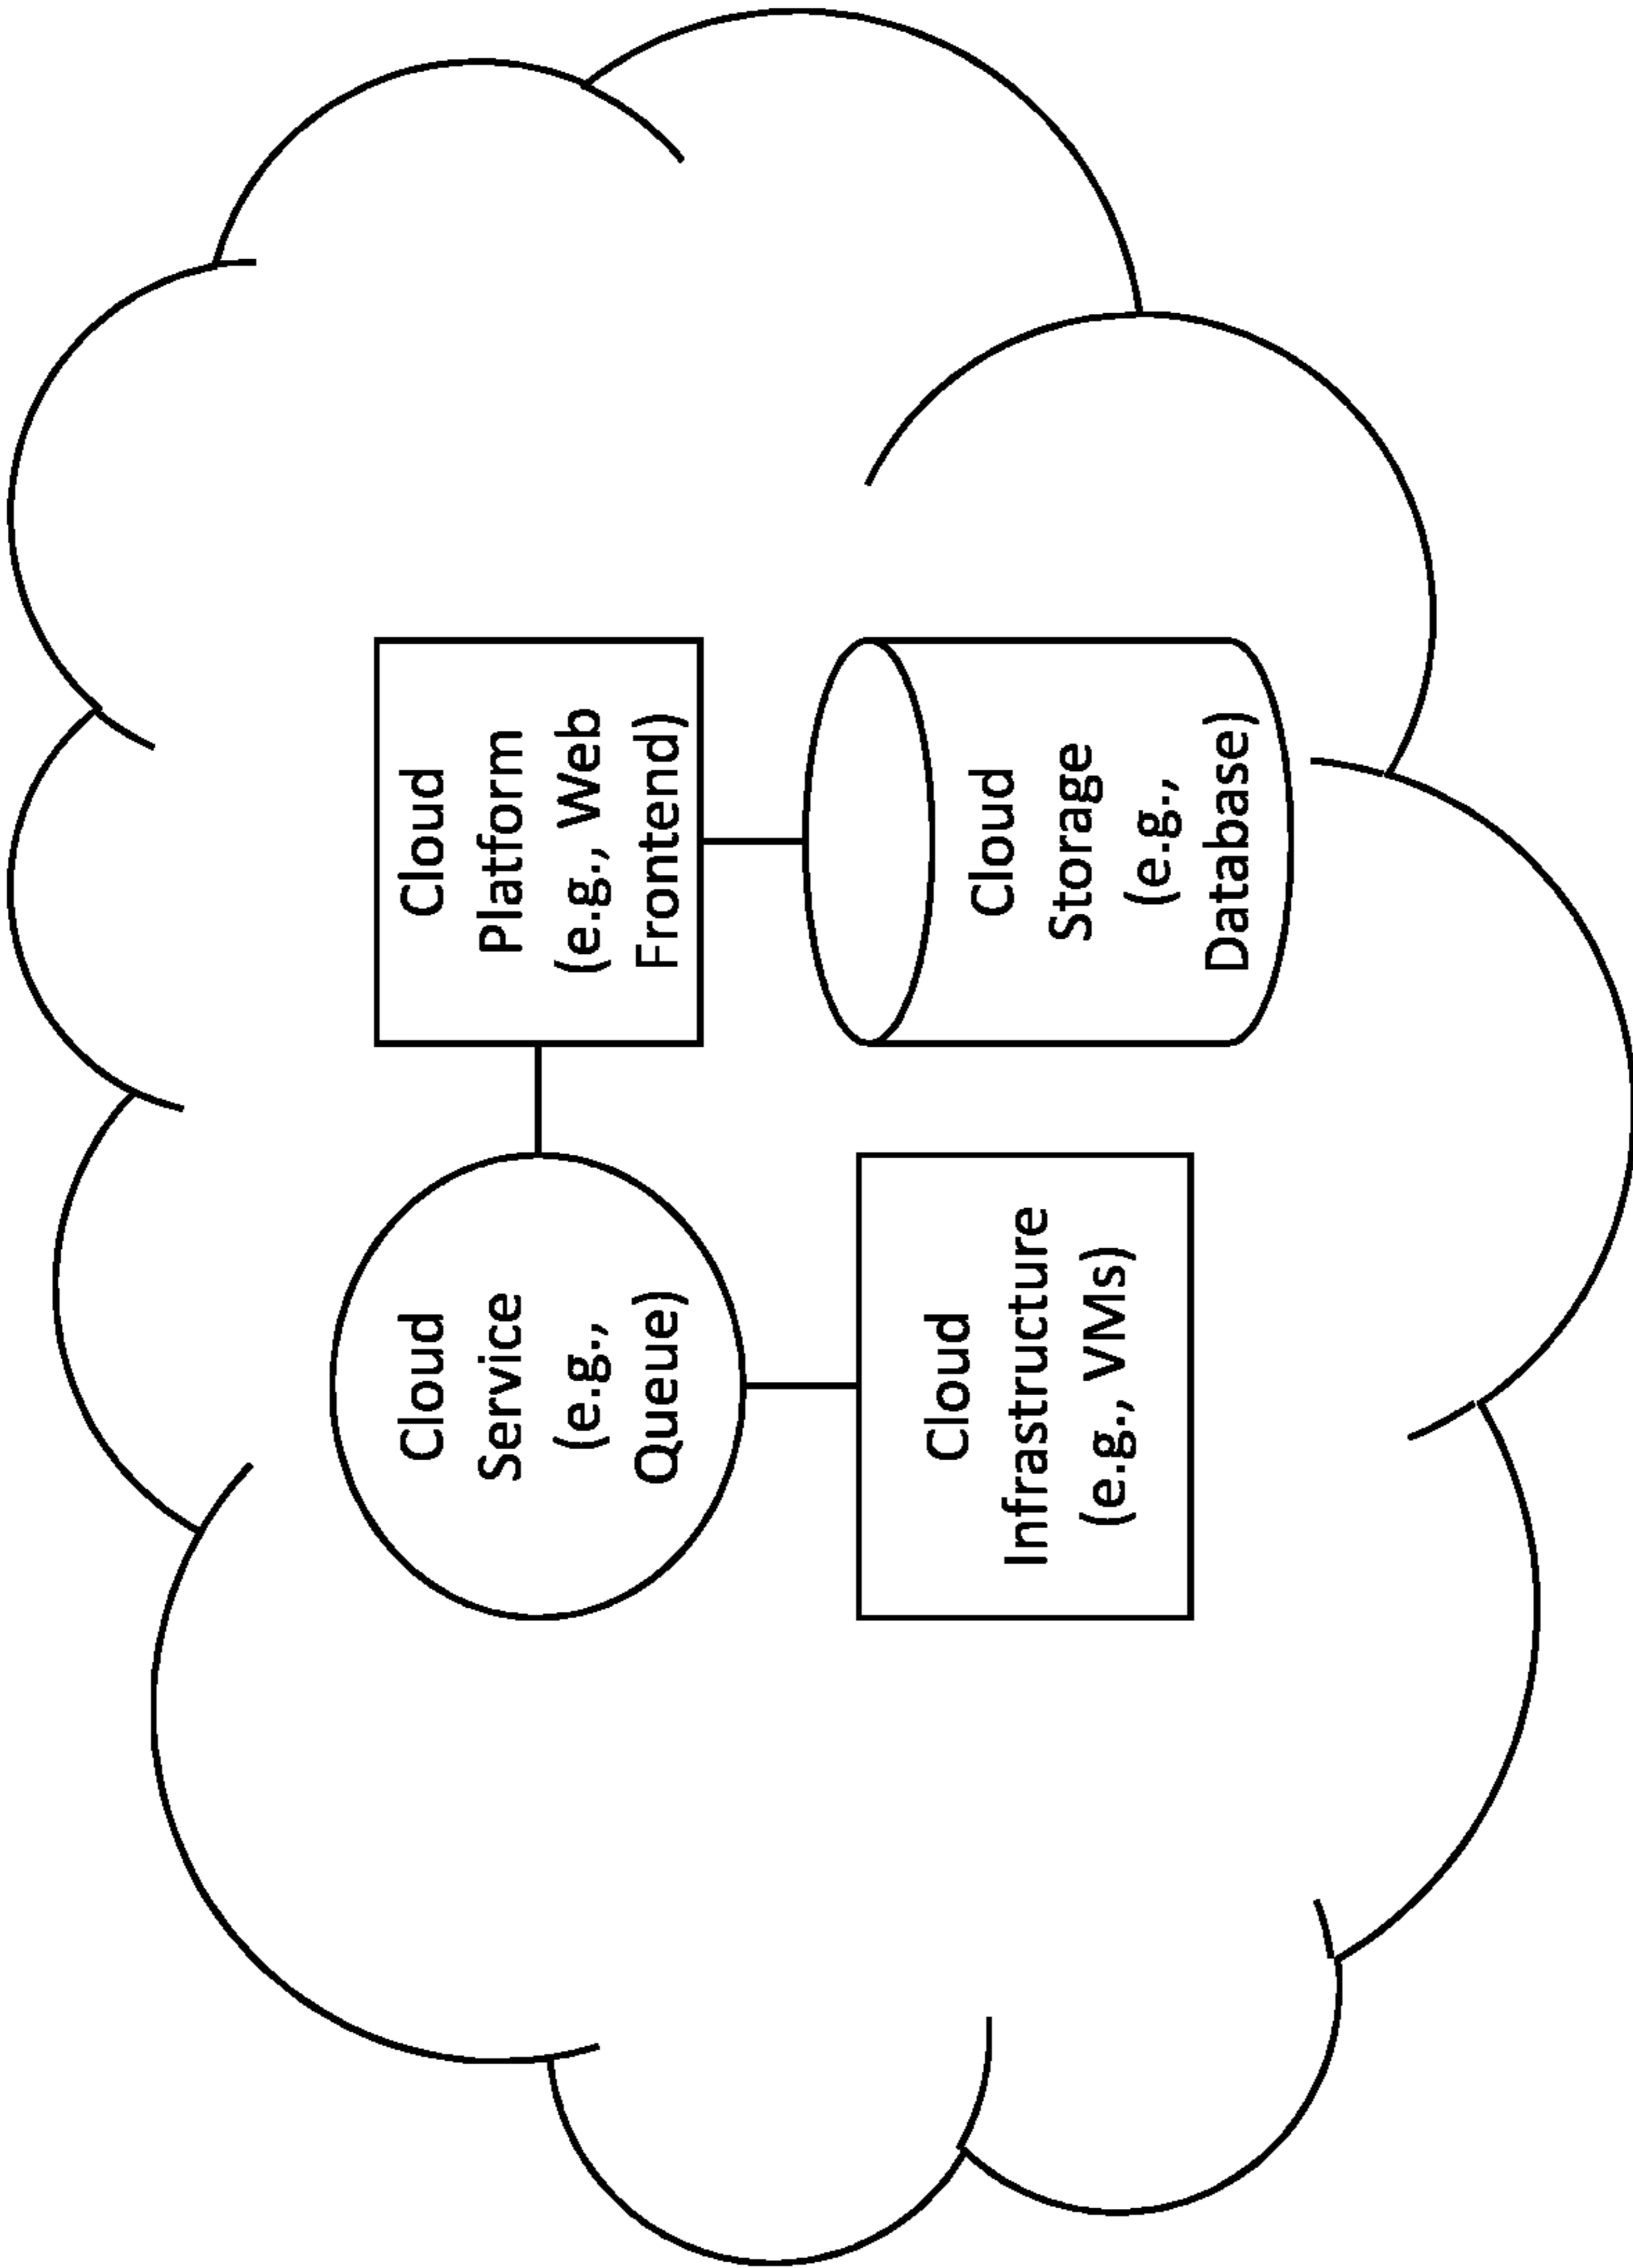 Cloud
Service
(e.g.,
Queue)
Cloud
Platform
(e.g., Web
Frontend)
Cloud
Infrastructure
(e.g., VMs)
Cloud
Storage
(e.g.,
Database)